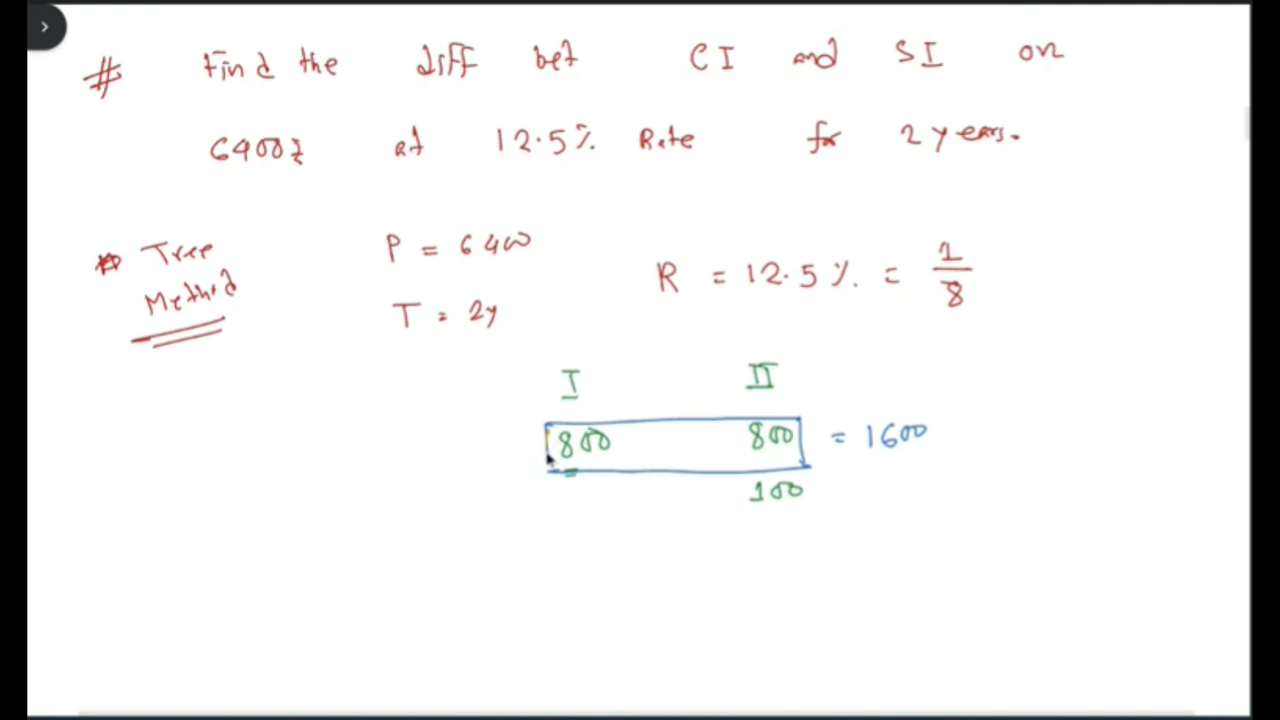 # Find the diff bet CI and SI on
6400₹ at 12.5% Rate for 2 years.
* Tree Method
P = 6400
T = 2y
R = 12.5% = 1/8
I II
800 800 = 1600
100